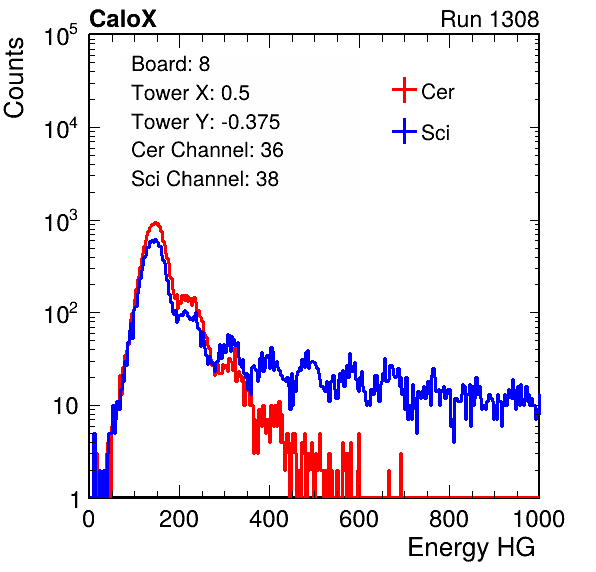 CaloX Run 1308
Counts
Board: 8
Tower X: 0.5
Tower Y: -0.375
Cer Channel: 36
Sci Channel: 38
Cer
Sci
10^5
10^4
10^3
10^2
10
1
0 200 400 600 800 1000
Energy HG